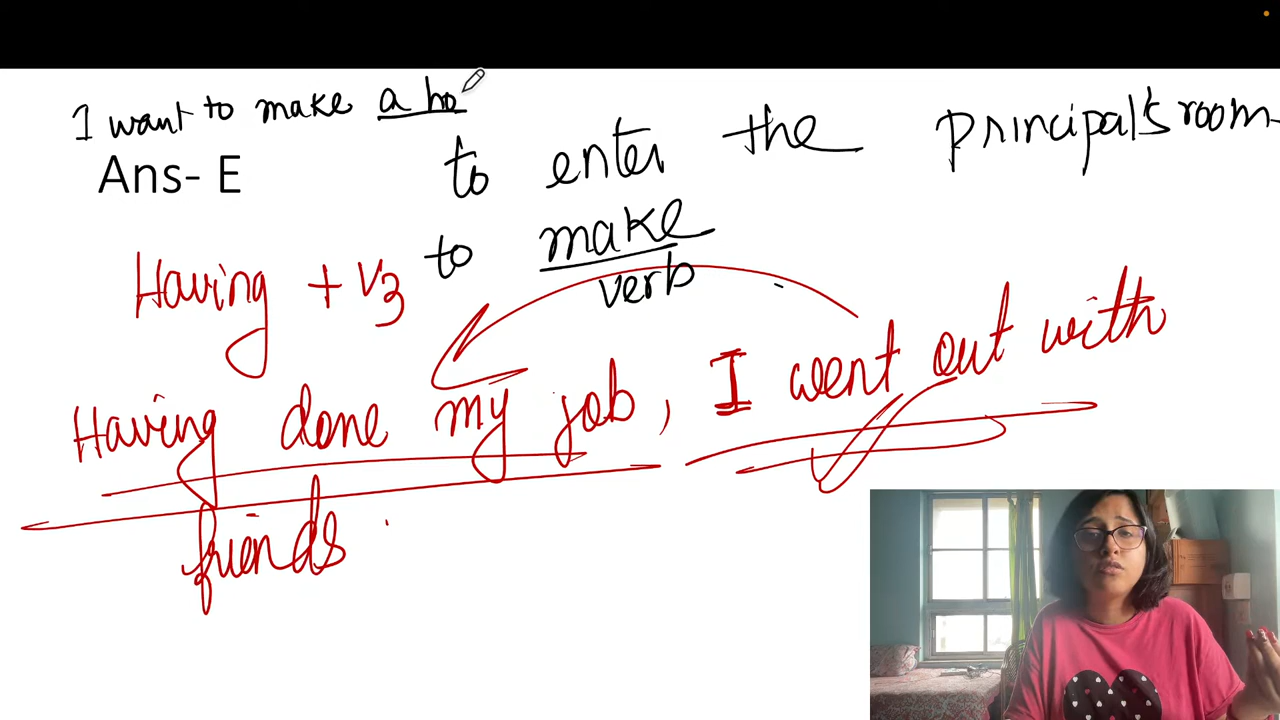 I want to make a ho
to enter the principal's room.
Ans- E
to make
verb
Having + V3
Having done my job, I went out with
friends.